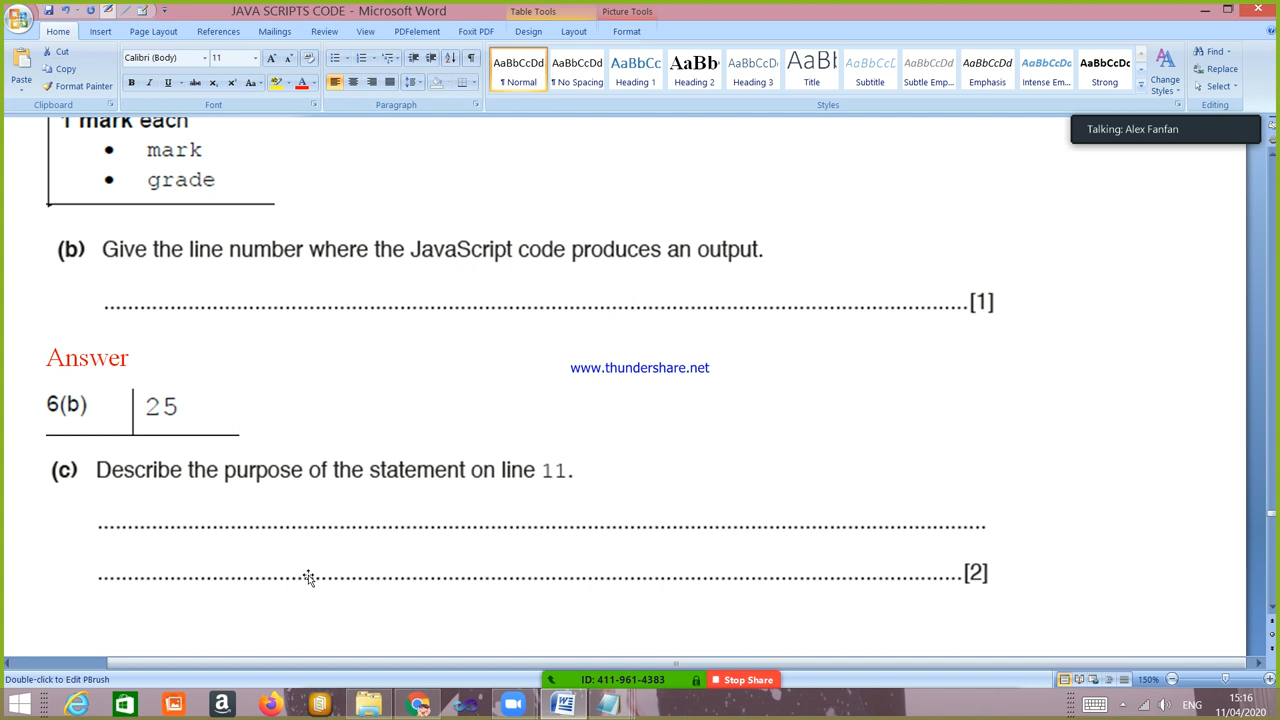 JAVA SCRIPTS CODE - Microsoft Word
Table Tools
Picture Tools
Home
Insert
Page Layout
References
Mailings
Review
View
PDFelement
Foxit PDF
Design
Layout
Format
Paste
Cut
Copy
Format Painter
Clipboard
Calibri (Body)
11
Font
Paragraph
AaBbCcDd
¶ Normal
AaBbCcDd
¶ No Spacing
AaBbCc
Heading 1
AaBb
Heading 2
AaBbCcDc
Heading 3
AaBbC
Title
AaBbCcL
Subtitle
AaBbCcDd
Subtle Emp...
AaBbCcDd
Emphasis
AaBbCcDd
Intense Em...
AaBbCcDc
Strong
Styles
Change Styles
Find
Replace
Select
Editing
Talking: Alex Fanfan
1 mark each
• mark
• grade
(b) Give the line number where the JavaScript code produces an output.
[1]
Answer
www.thundershare.net
6(b) 25
(c) Describe the purpose of the statement on line 11.
[2]
ID: 411-961-4383
Stop Share
Double-click to Edit PBrush
150%
ENG
15:16
11/04/2020